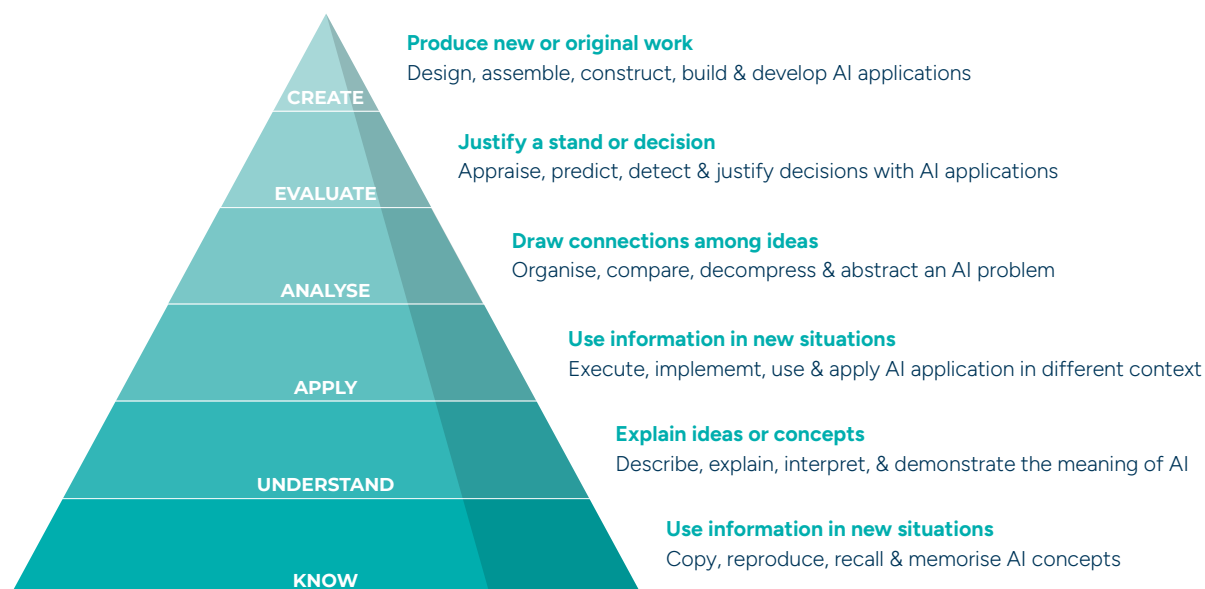 Produce new or original work
Design, assemble, construct, build & develop AI applications
CREATE
Justify a stand or decision
Appraise, predict, detect & justify decisions with AI applications
EVALUATE
Draw connections among ideas
Organise, compare, decompress & abstract an AI problem
ANALYSE
Use information in new situations
Execute, implememt, use & apply AI application in different context
APPLY
Explain ideas or concepts
Describe, explain, interpret, & demonstrate the meaning of AI
UNDERSTAND
Use information in new situations
Copy, reproduce, recall & memorise AI concepts
KNOW